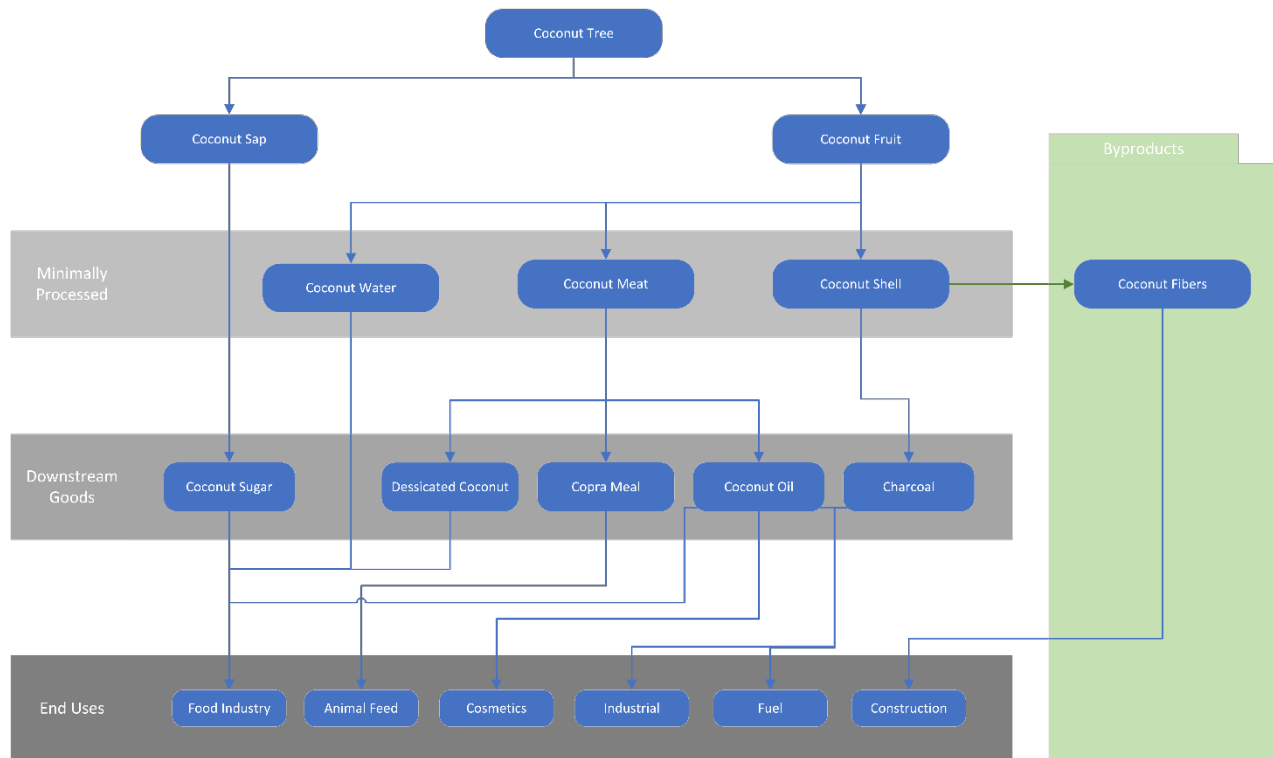 Coconut Tree
Coconut Sap
Coconut Fruit
Byproducts
Minimally
Processed
Coconut Water
Coconut Meat
Coconut Shell
Coconut Fibers
Downstream
Goods
Coconut Sugar
Dessicated Coconut
Copra Meal
Coconut Oil
Charcoal
End Uses
Food Industry
Animal Feed
Cosmetics
Industrial
Fuel
Construction